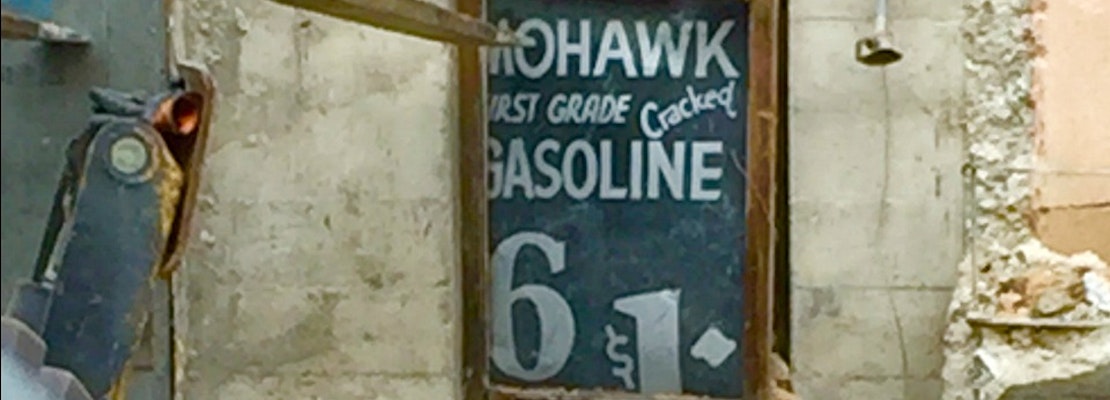 MOHAWK
FIRST GRADE Cracked
GASOLINE
6 1